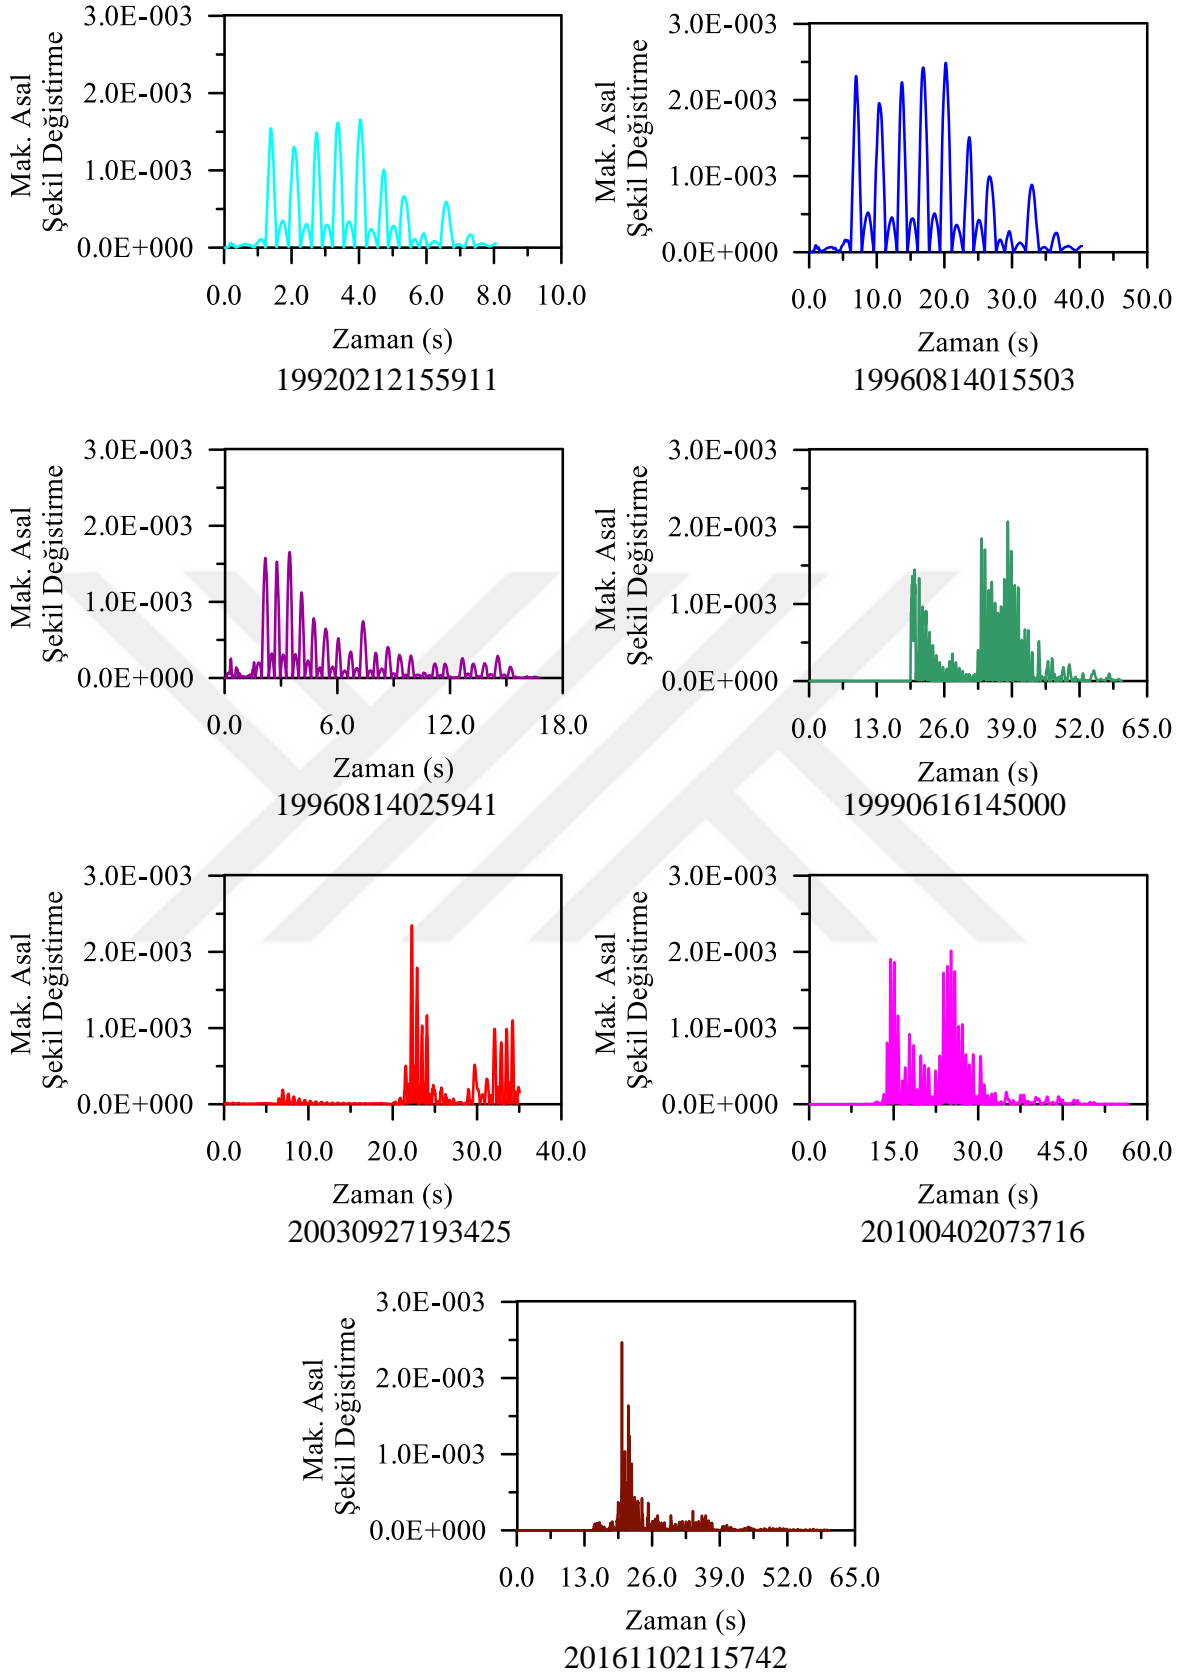 3.0E-003
2.0E-003
1.0E-003
0.0E+000
Mak. Asal
Şekil Değistirme
0.0 2.0 4.0 6.0 8.0 10.0
Zaman (s)
19920212155911
3.0E-003
2.0E-003
1.0E-003
0.0E+000
Mak. Asal
Şekil Değistirme
0.0 10.0 20.0 30.0 40.0 50.0
Zaman (s)
19960814015503
3.0E-003
2.0E-003
1.0E-003
0.0E+000
Mak. Asal
Şekil Değistirme
0.0 6.0 12.0 18.0
Zaman (s)
19960814025941
3.0E-003
2.0E-003
1.0E-003
0.0E+000
Mak. Asal
Şekil Değistirme
0.0 13.0 26.0 39.0 52.0 65.0
Zaman (s)
19990616145000
3.0E-003
2.0E-003
1.0E-003
0.0E+000
Mak. Asal
Şekil Değistirme
0.0 10.0 20.0 30.0 40.0
Zaman (s)
20030927193425
3.0E-003
2.0E-003
1.0E-003
0.0E+000
Mak. Asal
Şekil Değistirme
0.0 15.0 30.0 45.0 60.0
Zaman (s)
20100402073716
3.0E-003
2.0E-003
1.0E-003
0.0E+000
Mak. Asal
Şekil Değistirme
0.0 13.0 26.0 39.0 52.0 65.0
Zaman (s)
20161102115742